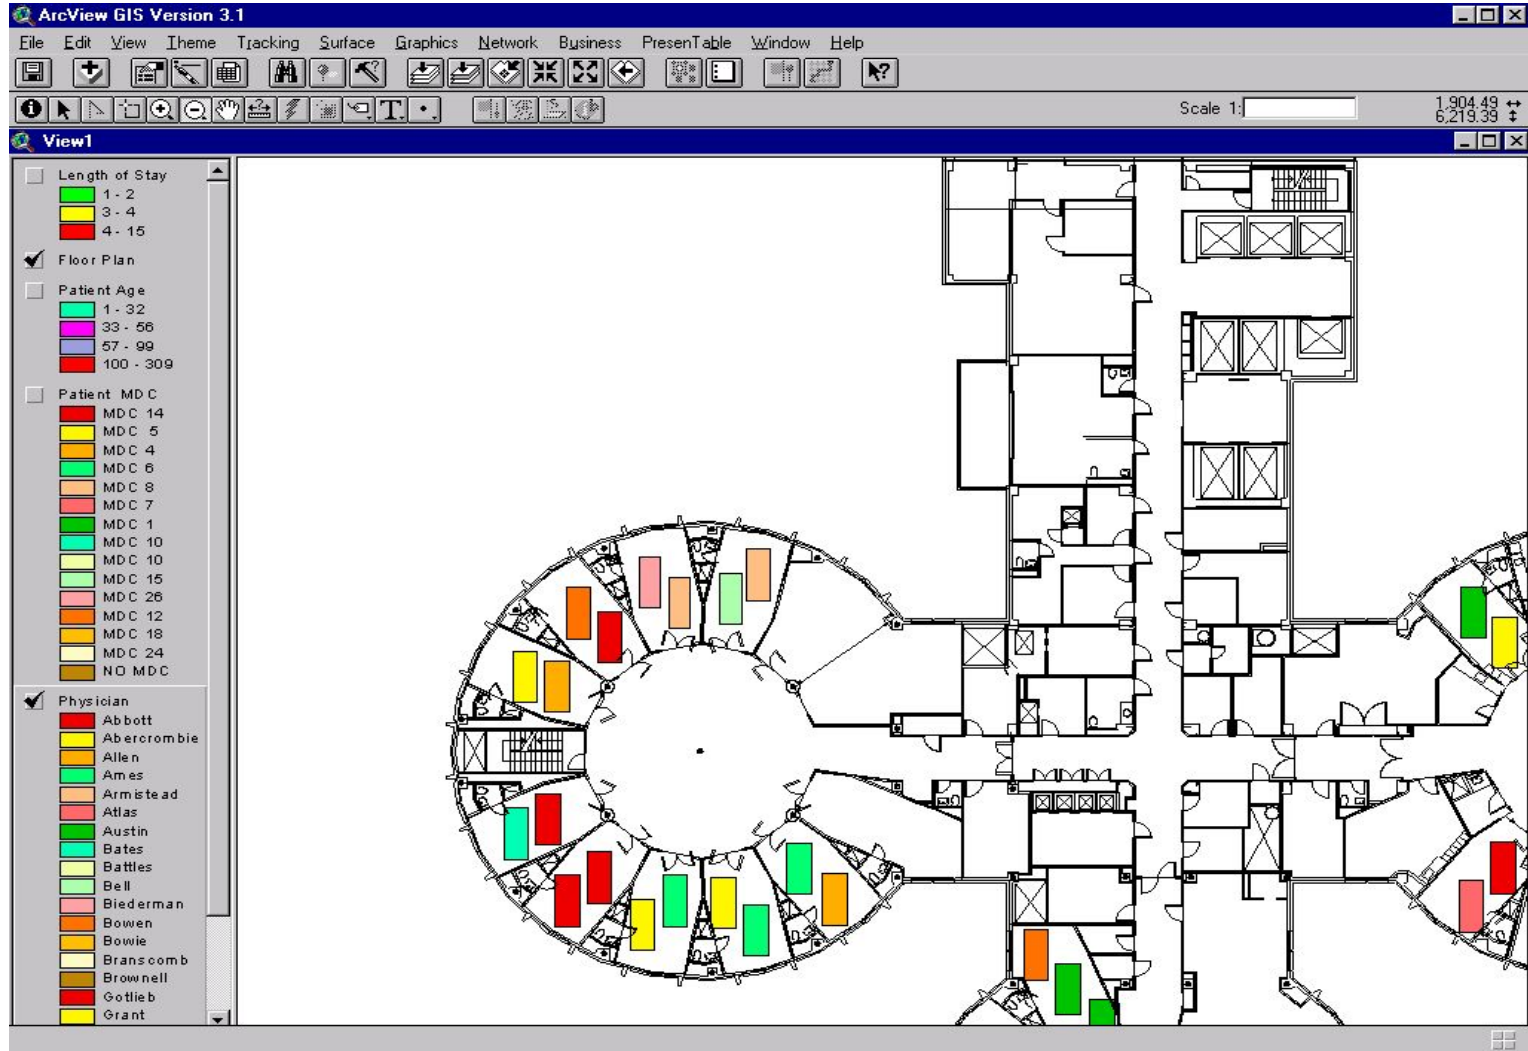 ArcView GIS Version 3.1
File Edit View Theme Tracking Surface Graphics Network Business PresenTable Window Help
Scale 1: 1,904.49
6,219.39
View1
Length of Stay
1 - 2
3 - 4
4 - 15
Floor Plan
Patient Age
1 - 32
33 - 56
57 - 99
100 - 309
Patient MDC
MDC 14
MDC 5
MDC 4
MDC 6
MDC 8
MDC 7
MDC 1
MDC 10
MDC 10
MDC 15
MDC 26
MDC 12
MDC 18
MDC 24
NO MDC
Physician
Abbott
Abercrombie
Allen
Ames
Armistead
Atlas
Austin
Bates
Battles
Bell
Biederman
Bowen
Bowie
Branscomb
Brownell
Gotlieb
Grant